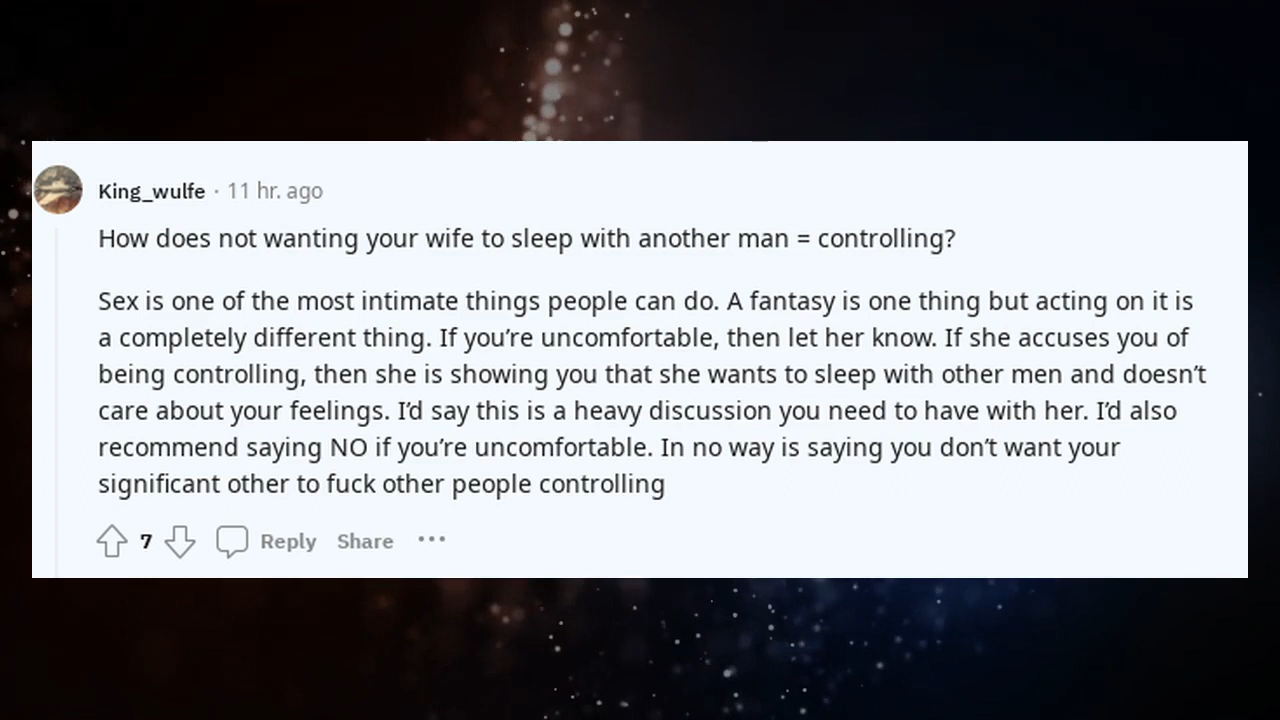 King_wulfe · 11 hr. ago
How does not wanting your wife to sleep with another man = controlling?
Sex is one of the most intimate things people can do. A fantasy is one thing but acting on it is
a completely different thing. If you’re uncomfortable, then let her know. If she accuses you of
being controlling, then she is showing you that she wants to sleep with other men and doesn’t
care about your feelings. I’d say this is a heavy discussion you need to have with her. I’d also
recommend saying NO if you’re uncomfortable. In no way is saying you don’t want your
significant other to fuck other people controlling
7 Reply Share ···